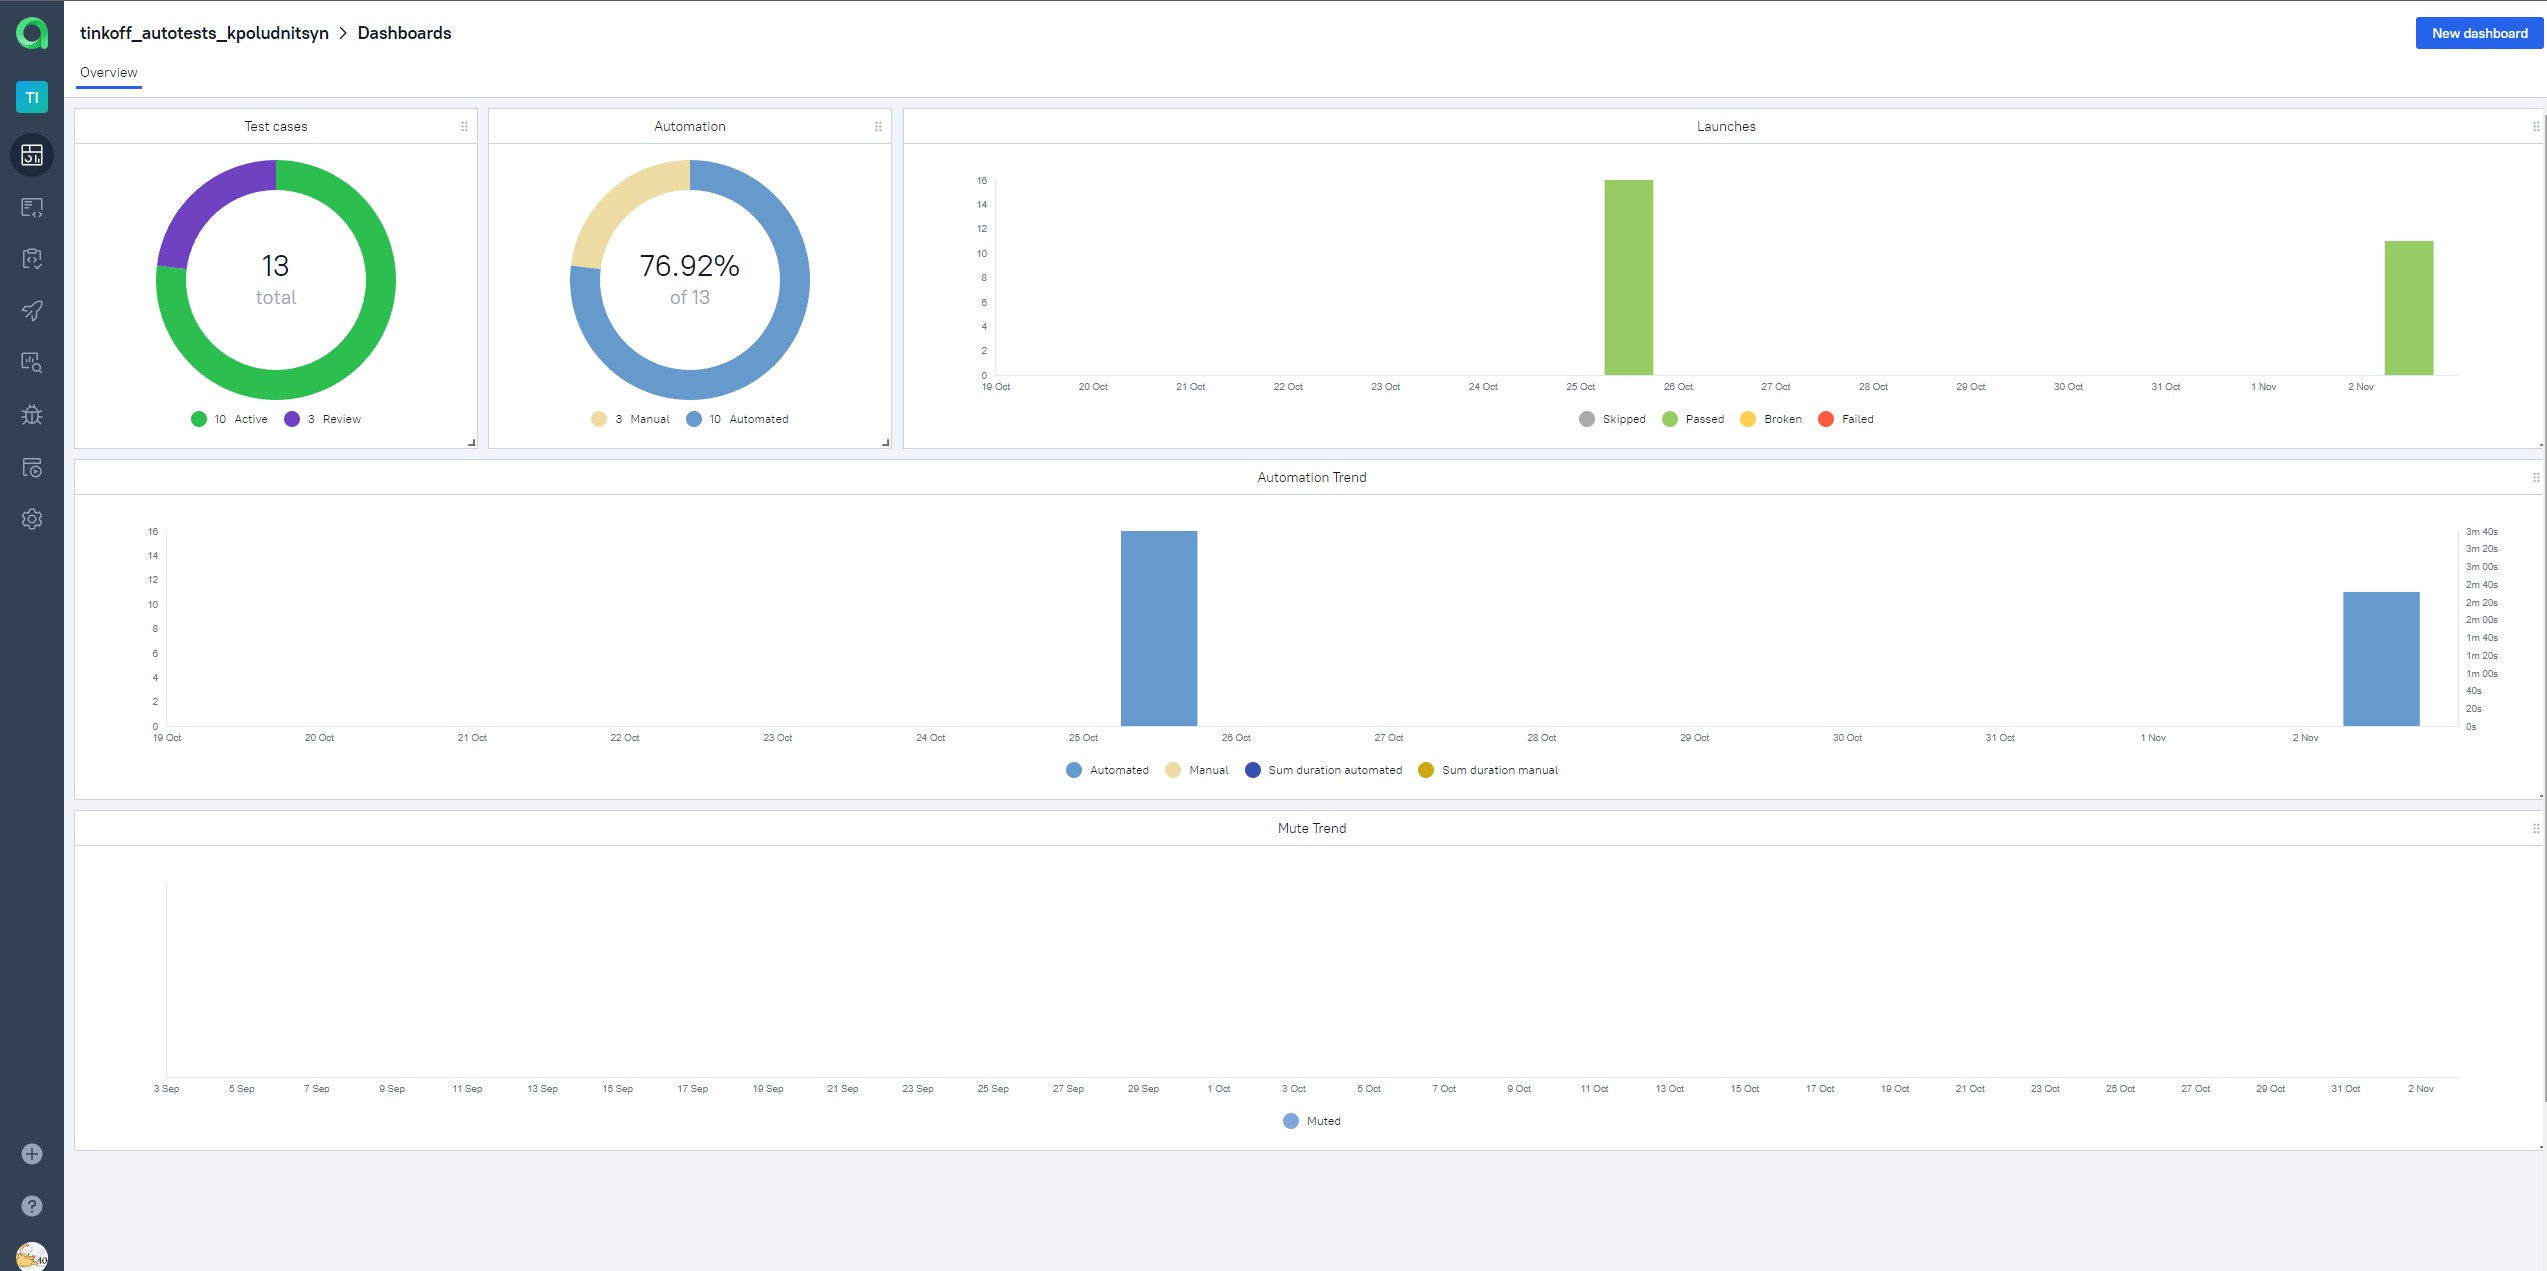 tinkoff_autotests_kpoludnitsyn > Dashboards
New dashboard
TI
Overview
Test cases
13
total
10 Active 3 Review
Automation
76.92%
of 13
3 Manual 10 Automated
Launches
16
14
12
10
8
6
4
2
0
19 Oct 20 Oct 21 Oct 22 Oct 23 Oct 24 Oct 25 Oct 26 Oct 27 Oct 28 Oct 29 Oct 30 Oct 31 Oct 1 Nov 2 Nov
Skipped Passed Broken Failed
Automation Trend
16
14
12
10
8
6
4
2
0
3m 40s
3m 20s
3m 00s
2m 40s
2m 20s
2m 00s
1m 40s
1m 20s
1m 00s
40s
20s
0s
19 Oct 20 Oct 21 Oct 22 Oct 23 Oct 24 Oct 25 Oct 26 Oct 27 Oct 28 Oct 29 Oct 30 Oct 31 Oct 1 Nov 2 Nov
Automated Manual Sum duration automated Sum duration manual
Mute Trend
3 Sep 5 Sep 7 Sep 9 Sep 11 Sep 13 Sep 15 Sep 17 Sep 19 Sep 21 Sep 23 Sep 25 Sep 27 Sep 29 Sep 1 Oct 3 Oct 5 Oct 7 Oct 9 Oct 11 Oct 13 Oct 15 Oct 17 Oct 19 Oct 21 Oct 23 Oct 25 Oct 27 Oct 29 Oct 31 Oct 2 Nov
Muted